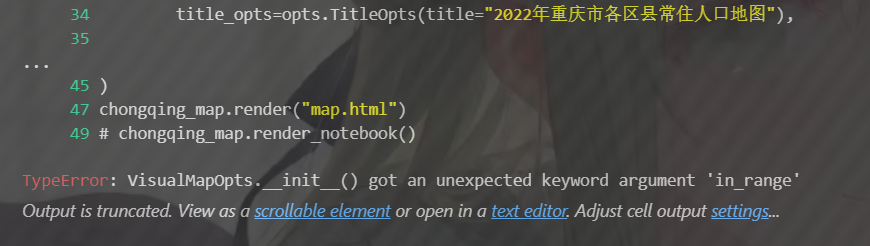 34         title_opts=opts.TitleOpts(title="2022年重庆市各区县常住人口地图"),
35
...
45 )
47 chongqing_map.render("map.html")
49 # chongqing_map.render_notebook()
TypeError: VisualMapOpts.__init__() got an unexpected keyword argument 'in_range'
Output is truncated. View as a scrollable element or open in a text editor. Adjust cell output settings...